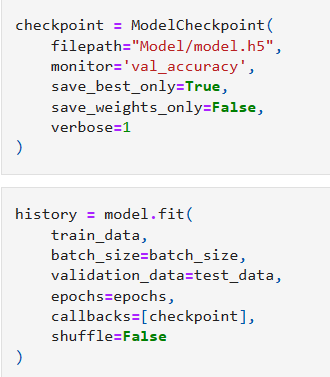 checkpoint = ModelCheckpoint(
    filepath="Model/model.h5",
    monitor='val_accuracy',
    save_best_only=True,
    save_weights_only=False,
    verbose=1
)
history = model.fit(
    train_data,
    batch_size=batch_size,
    validation_data=test_data,
    epochs=epochs,
    callbacks=[checkpoint],
    shuffle=False
)